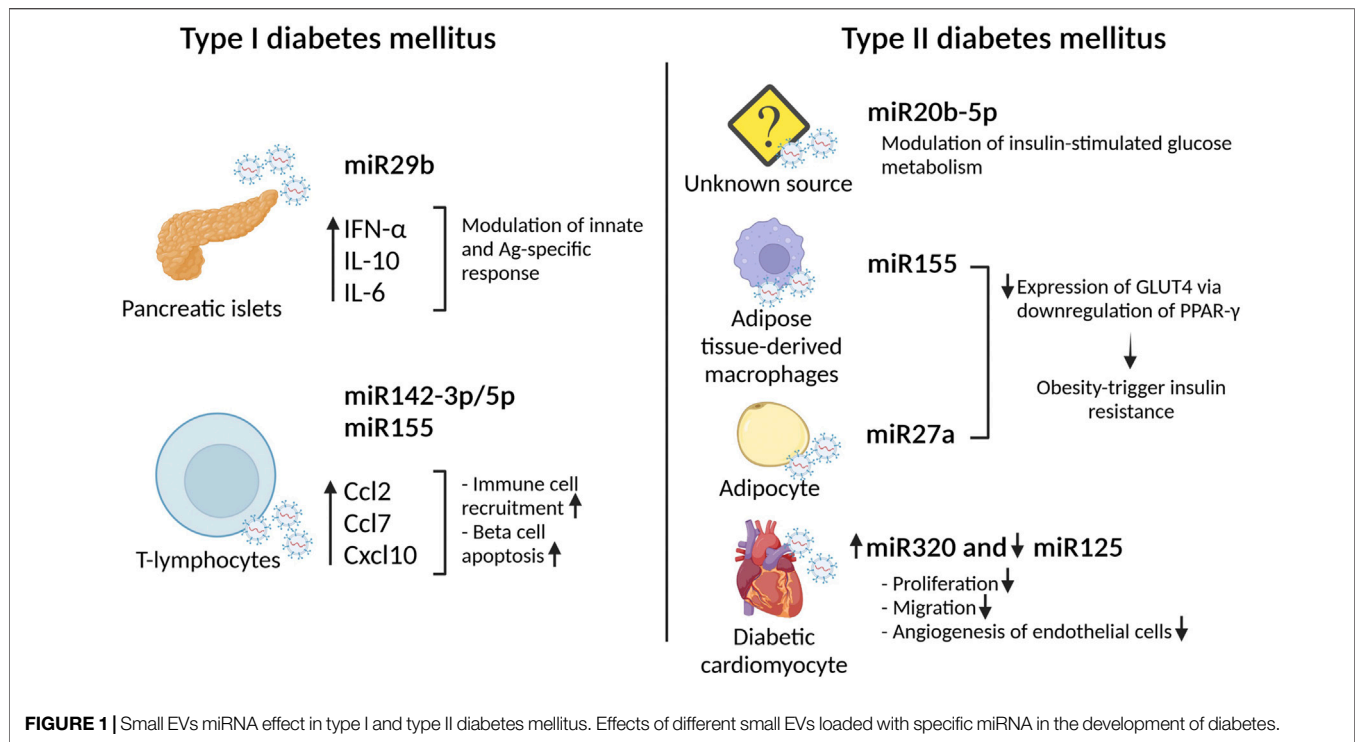 Type I diabetes mellitus
miR29b
IFN-α
IL-10
IL-6
Modulation of innate
and Ag-specific
response
Pancreatic islets
miR142-3p/5p
miR155
Ccl2
Ccl7
Cxcl10
- Immune cell
recruitment
- Beta cell
apoptosis
T-lymphocytes
Type II diabetes mellitus
?
miR20b-5p
Modulation of insulin-stimulated glucose
metabolism
Unknown source
miR155
Adipose
tissue-derived
macrophages
Expression of GLUT4 via
downregulation of PPAR-γ
Obesity-trigger insulin
resistance
miR27a
Adipocyte
miR320 and miR125
- Proliferation
- Migration
- Angiogenesis of endothelial cells
Diabetic
cardiomyocyte
FIGURE 1 | Small EVs miRNA effect in type I and type II diabetes mellitus. Effects of different small EVs loaded with specific miRNA in the development of diabetes.